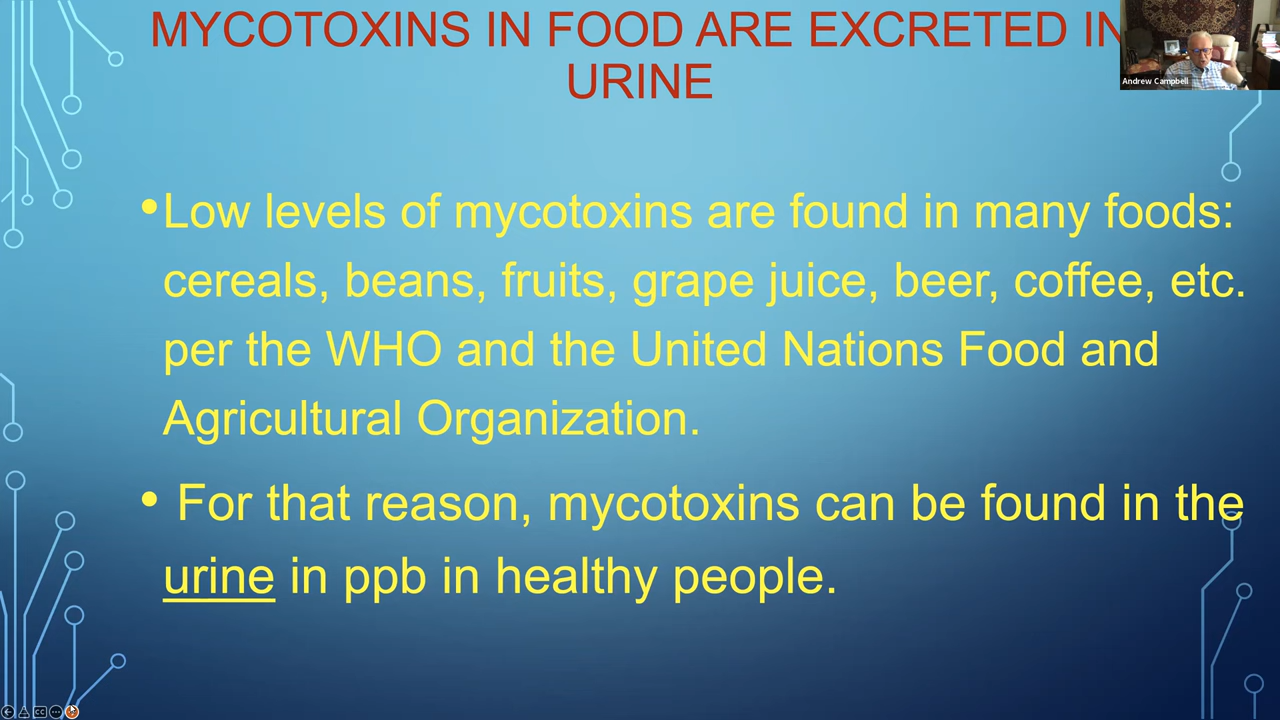 MYCOTOXINS IN FOOD ARE EXCRETED IN
URINE
Andrew Campbell
•Low levels of mycotoxins are found in many foods:
cereals, beans, fruits, grape juice, beer, coffee, etc.
per the WHO and the United Nations Food and
Agricultural Organization.
• For that reason, mycotoxins can be found in the
urine in ppb in healthy people.